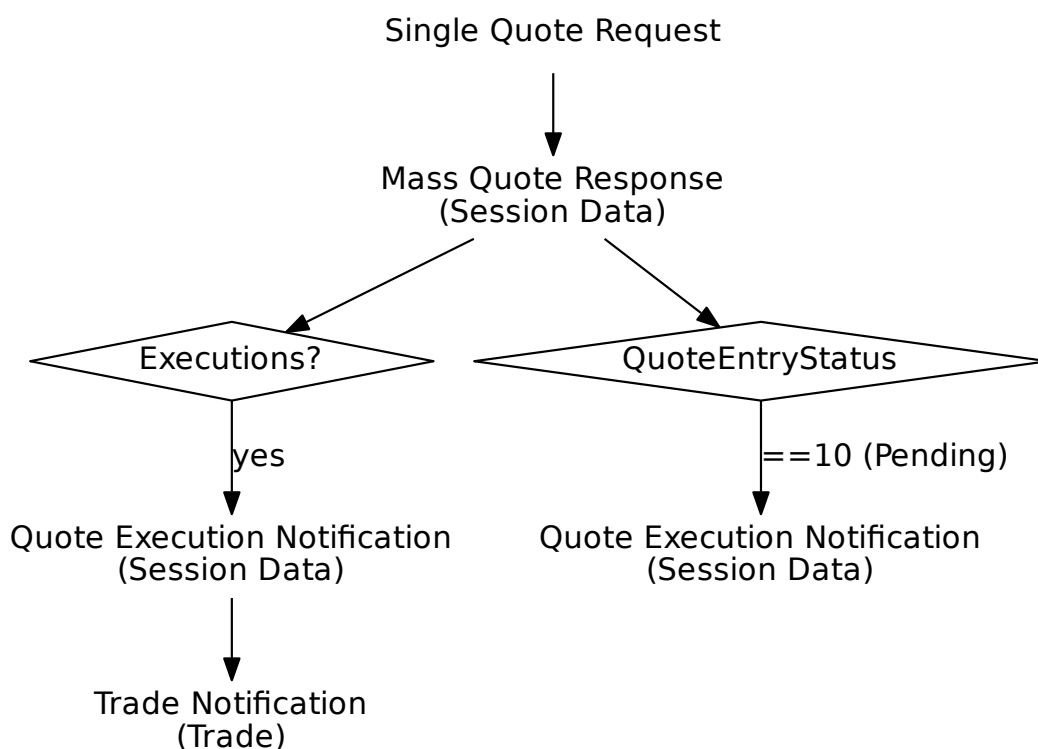 Single Quote Request
Mass Quote Response
(Session Data)
Executions?
QuoteEntryStatus
yes
==10 (Pending)
Quote Execution Notification
(Session Data)
Quote Execution Notification
(Session Data)
Trade Notification
(Trade)